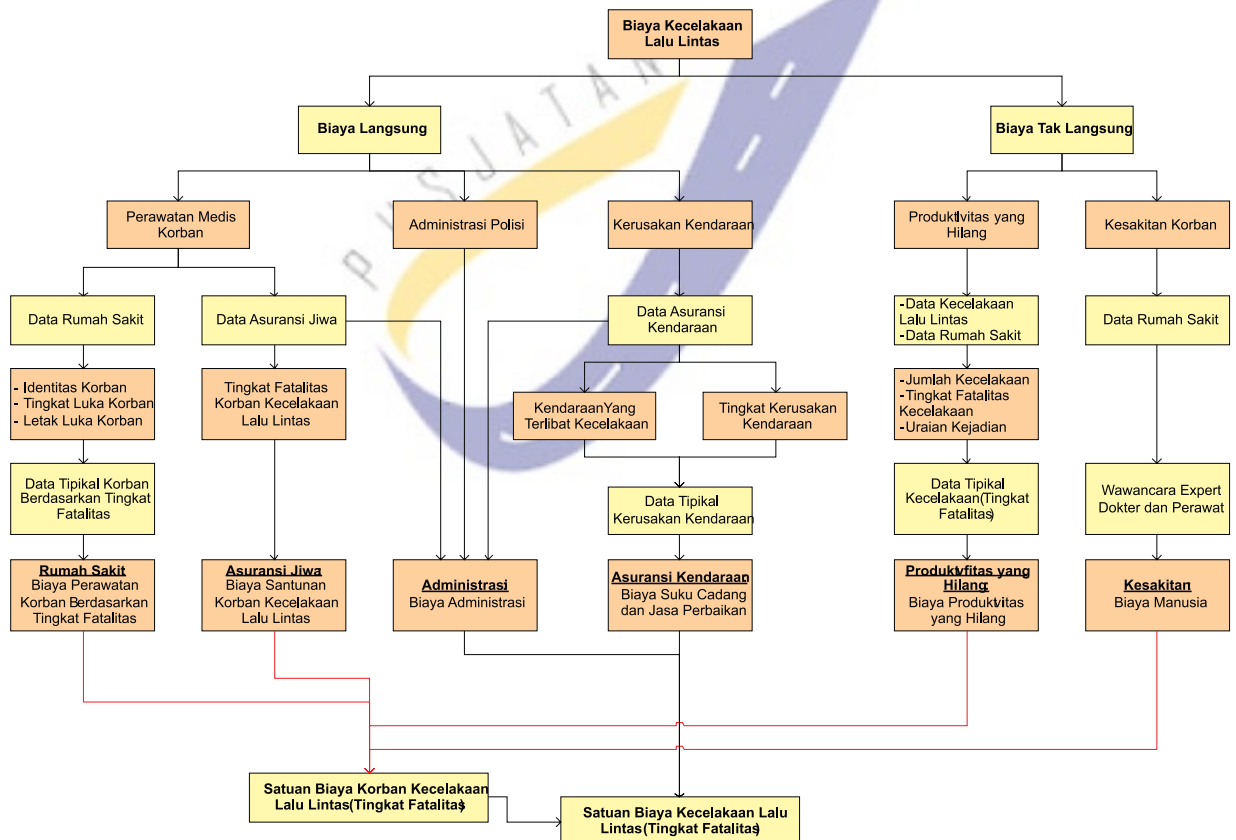 Biaya Kecelakaan
Lalu Lintas
PUSJATAN
Biaya Langsung
Biaya Tak Langsung
Perawatan Medis
Korban
Administrasi Polisi
Kerusakan Kendaraan
Produktivitas yang
Hilang
Kesakitan Korban
Data Rumah Sakit
Data Asuransi Jiwa
Data Asuransi
Kendaraan
-Data Kecelakaan
Lalu Lintas
-Data Rumah Sakit
Data Rumah Sakit
- Identitas Korban
- Tingkat Luka Korban
- Letak Luka Korban
Tingkat Fatalitas
Korban Kecelakaan
Lalu Lintas
KendaraanYang
Terlibat Kecelakaan
Tingkat Kerusakan
Kendaraan
-Jumlah Kecelakaan
-Tingkat Fatalitas
Kecelakaan
-Uraian Kejadian
Data Tipikal Korban
Berdasarkan Tingkat
Fatalitas
Data Tipikal
Kerusakan Kendaraan
Data Tipikal
Kecelakaan(Tingkat
Fatalitas)
Wawancara Expert
Dokter dan Perawat
Rumah Sakit
Biaya Perawatan
Korban Berdasarkan
Tingkat Fatalitas
Asuransi Jiwa:
Biaya Santunan
Korban Kecelakaan
Lalu Lintas
Administrasi:
Biaya Administrasi
Asuransi Kendaraan:
Biaya Suku Cadang
dan Jasa Perbaikan
Produktvfitas yang
Hilang:
Biaya Produktivitas
yang Hilang
Kesakitan:
Biaya Manusia
Satuan Biaya Korban Kecelakaan
Lalu Lintas(Tingkat Fatalitas)
Satuan Biaya Kecelakaan Lalu
Lintas(Tingkat Fatalitas)